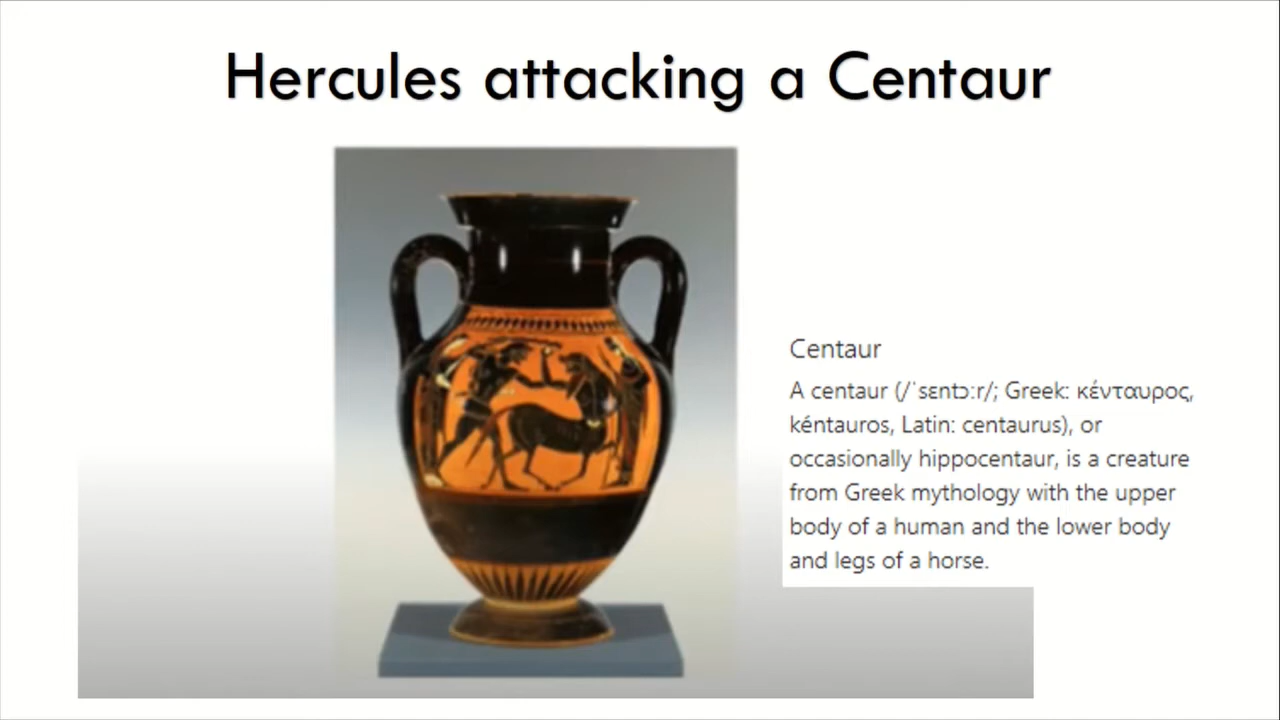 Hercules attacking a Centaur
Centaur
A centaur (/ˈsɛntɔːr/; Greek: κένταυρος,
kéntauros, Latin: centaurus), or
occasionally hippocentaur, is a creature
from Greek mythology with the upper
body of a human and the lower body
and legs of a horse.